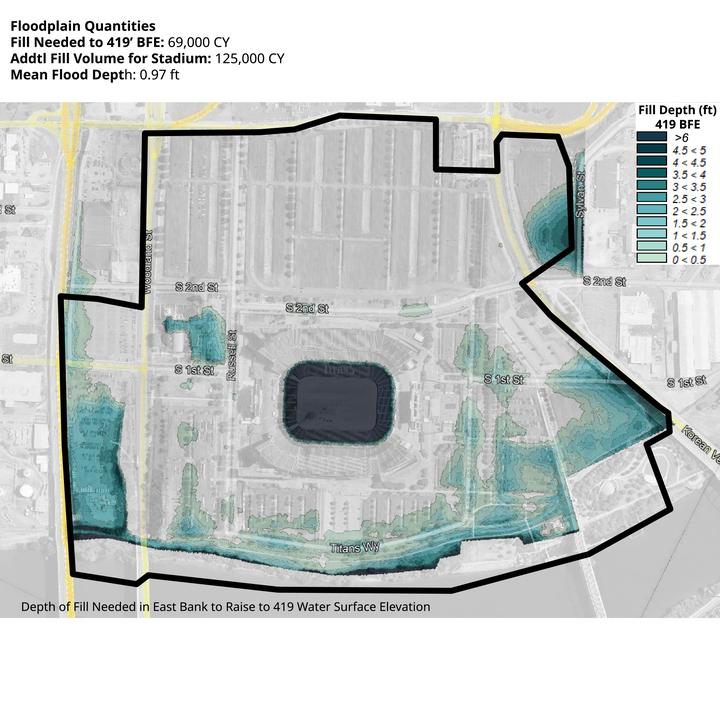 Floodplain Quantities
Fill Needed to 419’ BFE: 69,000 CY
Addtl Fill Volume for Stadium: 125,000 CY
Mean Flood Depth: 0.97 ft
Fill Depth (ft)
419 BFE
>6
4.5 < 5
4 < 4.5
3.5 < 4
3 < 3.5
2.5 < 3
2 < 2.5
1.5 < 2
1 < 1.5
0.5 < 1
0 < 0.5
Sylvan St
St
Woodland St
S 2nd St
S 2nd St
S 2nd St
Russell St
St
S 1st St
S 1st St
S 1st St
Korean Ve
Titans Wy
Depth of Fill Needed in East Bank to Raise to 419 Water Surface Elevation